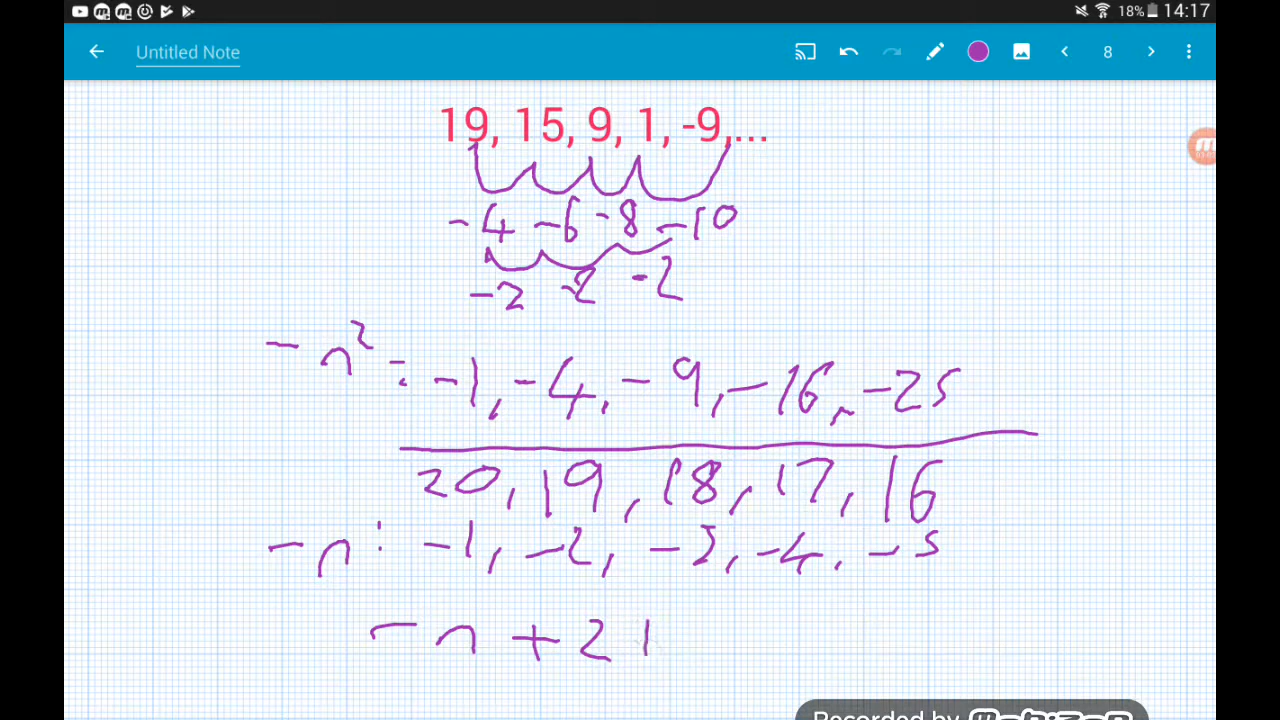 18% 14:17
Untitled Note 8
19, 15, 9, 1, -9,...
-4 -6 -8 -10
-2 -2 -2
-n²: -1, -4, -9, -16, -25
20, 19, 18, 17, 16
-n: -1, -2, -3, -4, -5
-n + 21
Recorded by